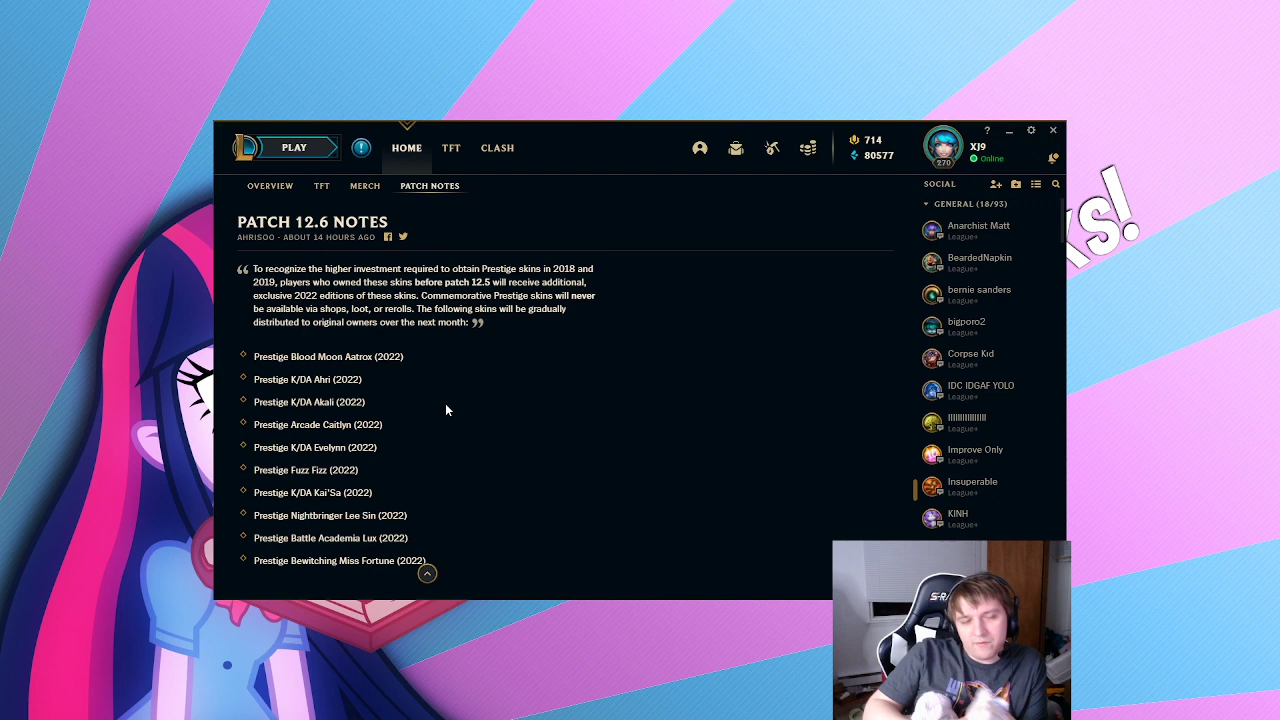 PLAY
HOME
TFT
CLASH
714
80577
270
XJ9
Online
OVERVIEW
TFT
MERCH
PATCH NOTES
SOCIAL
GENERAL (18/93)
PATCH 12.6 NOTES
AHRISOO - ABOUT 14 HOURS AGO
To recognize the higher investment required to obtain Prestige skins in 2018 and
2019, players who owned these skins before patch 12.5 will receive additional,
exclusive 2022 editions of these skins. Commemorative Prestige skins will never
be available via shops, loot, or rerolls. The following skins will be gradually
distributed to original owners over the next month:
Prestige Blood Moon Aatrox (2022)
Prestige K/DA Ahri (2022)
Prestige K/DA Akali (2022)
Prestige Arcade Caitlyn (2022)
Prestige K/DA Evelynn (2022)
Prestige Fuzz Fizz (2022)
Prestige K/DA Kai'Sa (2022)
Prestige Nightbringer Lee Sin (2022)
Prestige Battle Academia Lux (2022)
Prestige Bewitching Miss Fortune (2022)
Anarchist Matt
League+
BeardedNapkin
League+
bernie sanders
League+
bigporo2
League+
Corpse Kid
League+
IDC IDGAF YOLO
League+
League+
Improve Only
League+
Insuperable
League+
KINH
League+
ks!